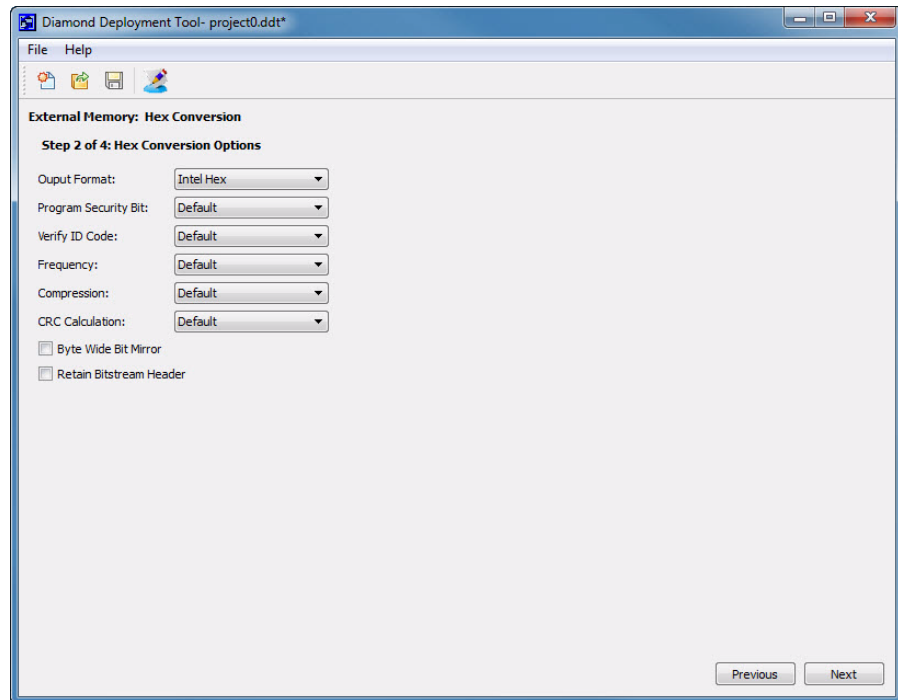 Diamond Deployment Tool- project0.ddt*
File Help
External Memory: Hex Conversion
Step 2 of 4: Hex Conversion Options
Ouput Format: Intel Hex
Program Security Bit: Default
Verify ID Code: Default
Frequency: Default
Compression: Default
CRC Calculation: Default
Byte Wide Bit Mirror
Retain Bitstream Header
Previous Next